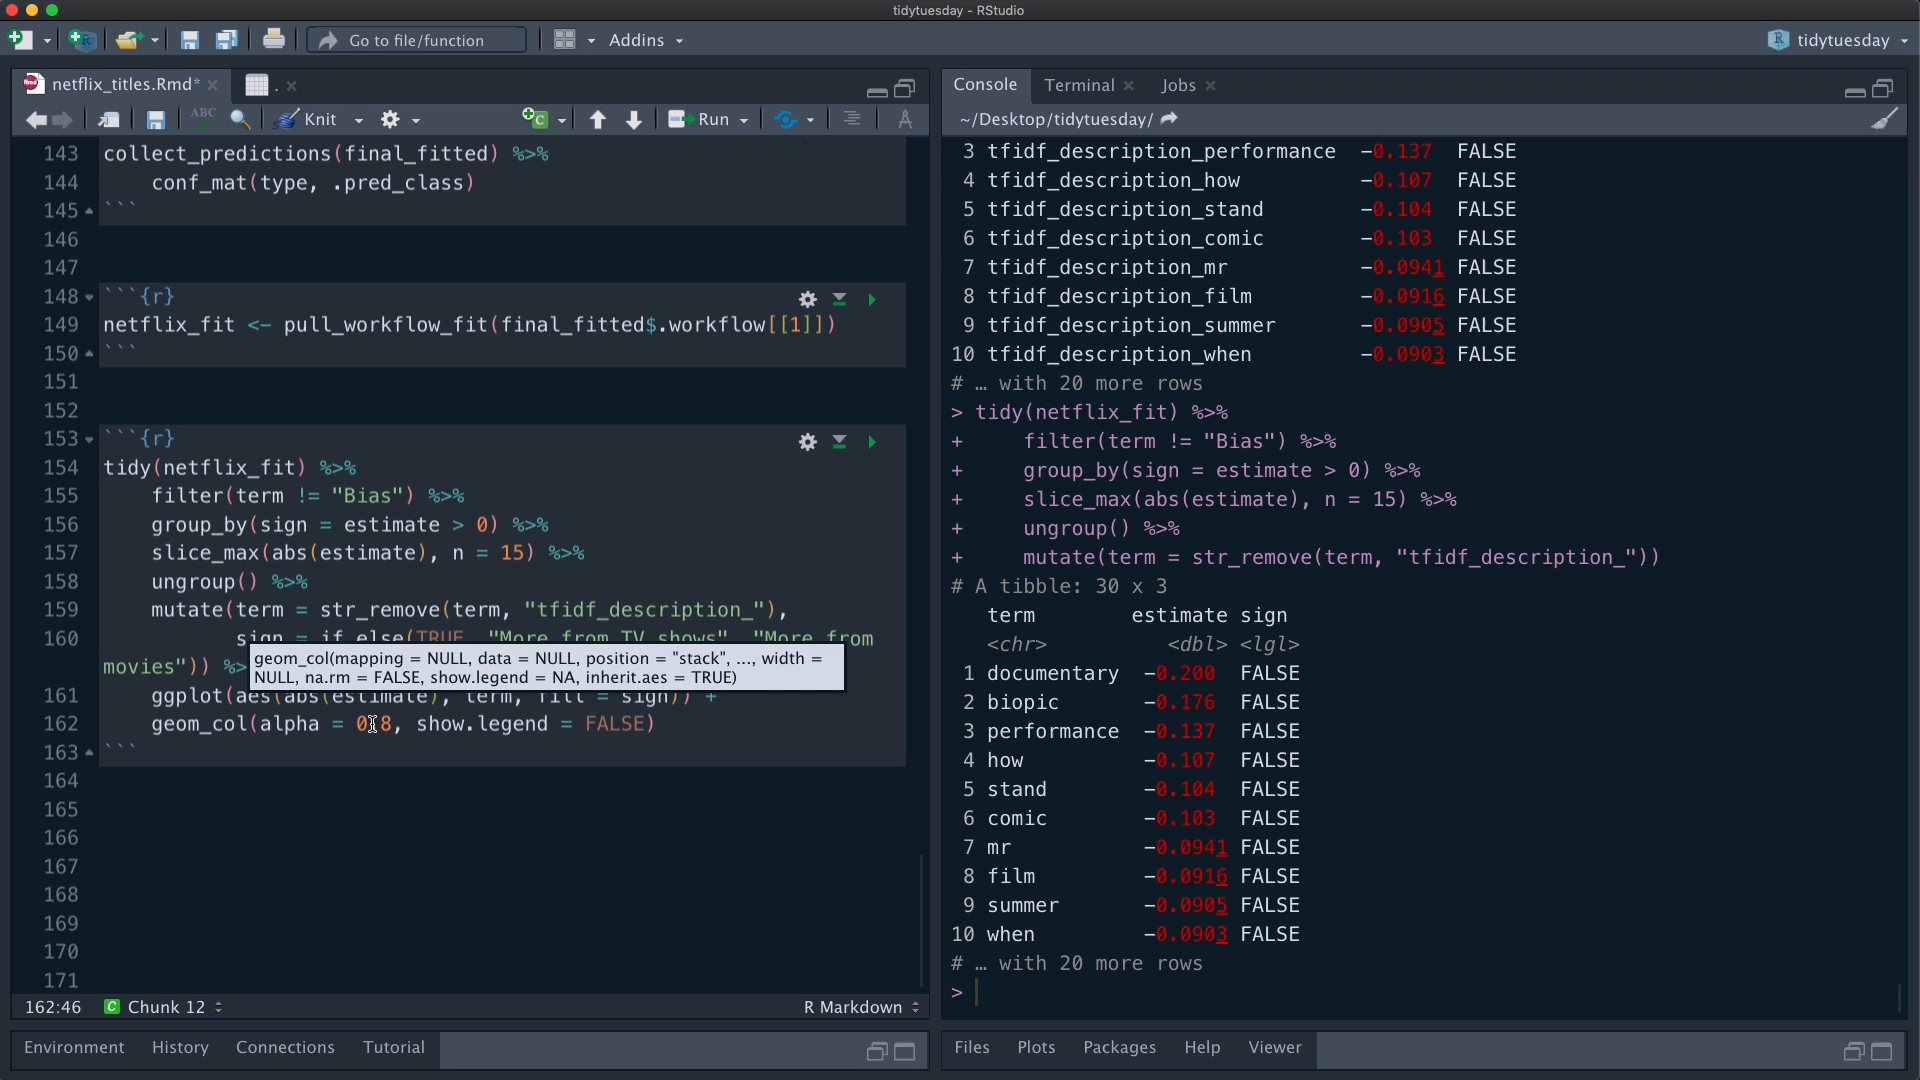 tidytuesday - RStudio
Go to file/function
Addins
tidytuesday
netflix_titles.Rmd*
.
Console
Terminal
Jobs
ABC
Knit
Run
~/Desktop/tidytuesday/
143 collect_predictions(final_fitted) %>%
144 conf_mat(type, .pred_class)
145 ```
146
147
148 ```{r}
149 netflix_fit <- pull_workflow_fit(final_fitted$.workflow[[1]])
150 ```
151
152
153 ```{r}
154 tidy(netflix_fit) %>%
155 filter(term != "Bias") %>%
156 group_by(sign = estimate > 0) %>%
157 slice_max(abs(estimate), n = 15) %>%
158 ungroup() %>%
159 mutate(term = str_remove(term, "tfidf_description_"),
160 sign = if_else(TRUE, "More from TV shows", "More from
movies")) %>
geom_col(mapping = NULL, data = NULL, position = "stack", ..., width =
NULL, na.rm = FALSE, show.legend = NA, inherit.aes = TRUE)
161 ggplot(aes(abs(estimate), term, fill = sign)) +
162 geom_col(alpha = 0.8, show.legend = FALSE)
163 ```
164
165
166
167
168
169
170
171
162:46
C
Chunk 12
R Markdown
3 tfidf_description_performance -0.137 FALSE
4 tfidf_description_how -0.107 FALSE
5 tfidf_description_stand -0.104 FALSE
6 tfidf_description_comic -0.103 FALSE
7 tfidf_description_mr -0.0941 FALSE
8 tfidf_description_film -0.0916 FALSE
9 tfidf_description_summer -0.0905 FALSE
10 tfidf_description_when -0.0903 FALSE
# … with 20 more rows
> tidy(netflix_fit) %>%
+ filter(term != "Bias") %>%
+ group_by(sign = estimate > 0) %>%
+ slice_max(abs(estimate), n = 15) %>%
+ ungroup() %>%
+ mutate(term = str_remove(term, "tfidf_description_"))
# A tibble: 30 x 3
term estimate sign
<chr> <dbl> <lgl>
1 documentary -0.200 FALSE
2 biopic -0.176 FALSE
3 performance -0.137 FALSE
4 how -0.107 FALSE
5 stand -0.104 FALSE
6 comic -0.103 FALSE
7 mr -0.0941 FALSE
8 film -0.0916 FALSE
9 summer -0.0905 FALSE
10 when -0.0903 FALSE
# … with 20 more rows
>
Environment
History
Connections
Tutorial
Files
Plots
Packages
Help
Viewer